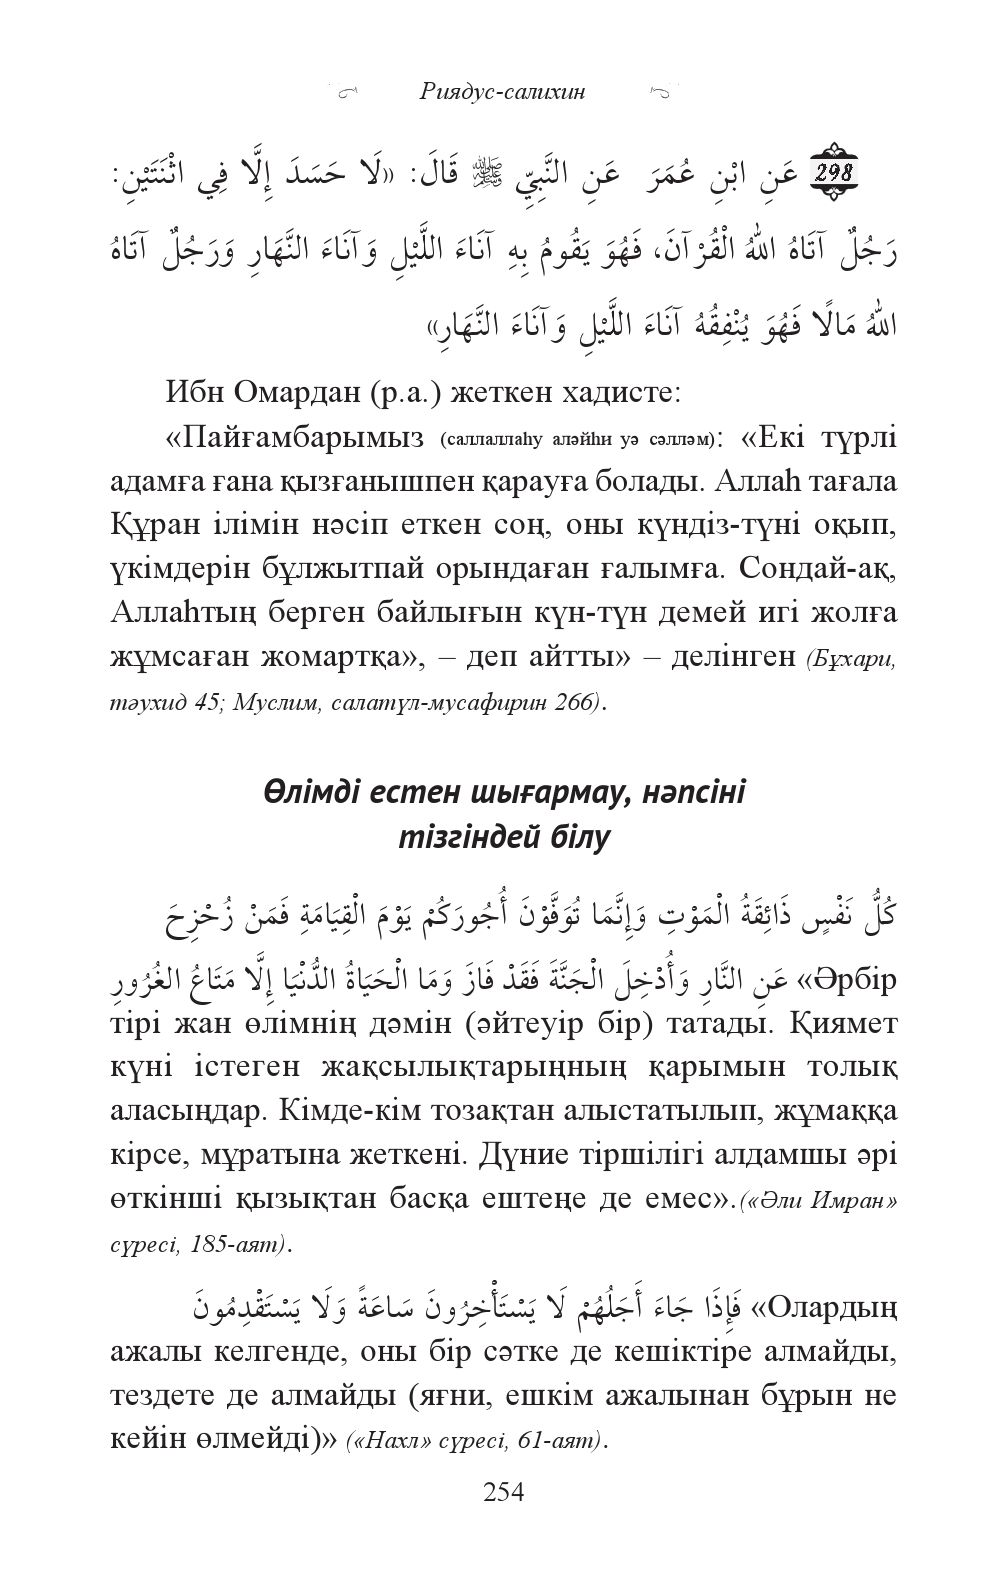 Риядус-салихин
298 عَنِ ابْنِ عُمَرَ عَنِ النَّبِيِّ ﷺ قَالَ: «لَا حَسَدَ إِلَّا فِي اثْنَتَيْنِ:
رَجُلٌ آتَاهُ اللهُ الْقُرْآنَ، فَهُوَ يَقُومُ بِهِ آنَاءَ اللَّيْلِ وَآنَاءَ النَّهَارِ وَرَجُلٌ آتَاهُ
اللهُ مَالًا فَهُوَ يُنْفِقُهُ آنَاءَ اللَّيْلِ وَآنَاءَ النَّهَارِ»
Ибн Омардан (р.а.) жеткен хадисте:
«Пайғамбарымыз (саллаллаһу аләйһи уә сәлләм): «Екі түрлі
адамға ғана қызғанышпен қарауға болады. Аллаһ тағала
Құран ілімін нәсіп еткен соң, оны күндіз-түні оқып,
үкімдерін бұлжытпай орындаған ғалымға. Сондай-ақ,
Аллаһтың берген байлығын күн-түн демей игі жолға
жұмсаған жомартқа», – деп айтты» – делінген (Бұхари,
тәухид 45; Муслим, салатүл-мусафирин 266).
Өлімді естен шығармау, нәпсіні
тізгіндей білу
كُلُّ نَفْسٍ ذَائِقَةُ الْمَوْتِ وَإِنَّمَا تُوَفَّوْنَ أُجُورَكُمْ يَوْمَ الْقِيَامَةِ فَمَنْ زُحْزِحَ
عَنِ النَّارِ وَأُدْخِلَ الْجَنَّةَ فَقَدْ فَازَ وَمَا الْحَيَاةُ الدُّنْيَا إِلَّا مَتَاعُ الغُرُورِ «Әрбір
тірі жан өлімнің дәмін (әйтеуір бір) татады. Қиямет
күні істеген жақсылықтарыңның қарымын толық
аласыңдар. Кімде-кім тозақтан алыстатылып, жұмаққа
кірсе, мұратына жеткені. Дүние тіршілігі алдамшы әрі
өткінші қызықтан басқа ештеңе де емес».(«Әли Имран»
сүресі, 185-аят).
فَإِذَا جَاءَ أَجَلُهُمْ لَا يَسْتَأْخِرُونَ سَاعَةً وَلَا يَسْتَقْدِمُونَ «Олардың
ажалы келгенде, оны бір сәтке де кешіктіре алмайды,
тездете де алмайды (яғни, ешкім ажалынан бұрын не
кейін өлмейді)» («Нахл» сүресі, 61-аят).
254